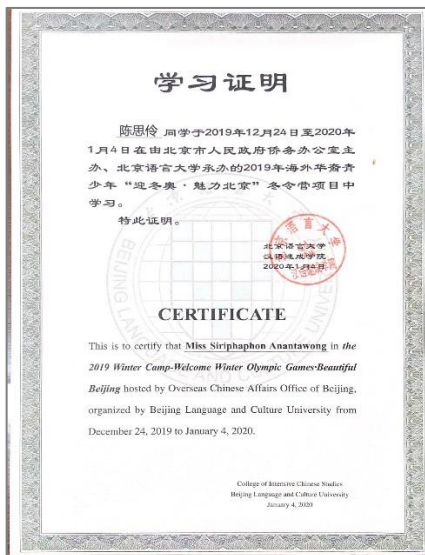 学习证明
陈思伶 同学于2019年12月24日至2020年
1月4日在由北京市人民政府侨务办公室主
办、北京语言大学承办的2019年海外华裔青
少年“迎冬奥·魅力北京”冬令营项目中
学习。
特此证明。
北京语言大学
汉语速成学院
2020年1月4日
CERTIFICATE
This is to certify that Miss Siriphaphon Anantawong in the
2019 Winter Camp-Welcome Winter Olympic Games·Beautiful
Beijing hosted by Overseas Chinese Affairs Office of Beijing,
organized by Beijing Language and Culture University from
December 24, 2019 to January 4, 2020.
College of Intensive Chinese Studies
Beijing Language and Culture University
January 4, 2020